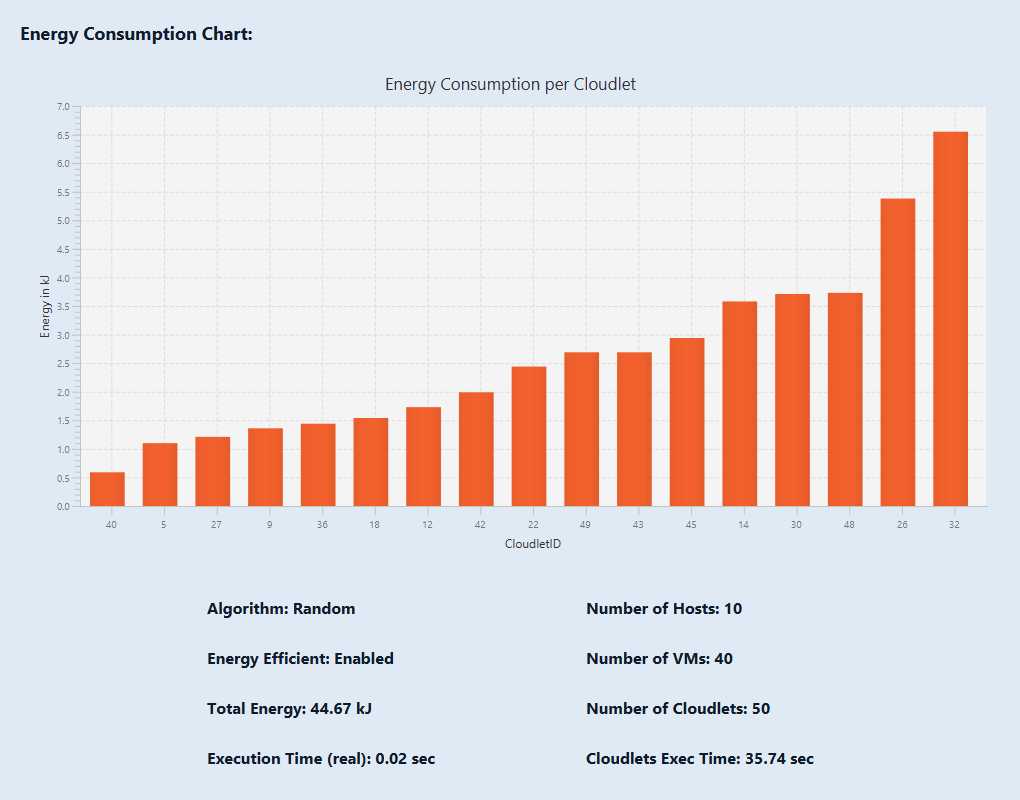 Energy Consumption Chart:
Energy Consumption per Cloudlet
7.0
6.5
6.0
5.5
5.0
4.5
4.0
3.5
3.0
2.5
2.0
1.5
1.0
0.5
0.0
Energy in kJ
40 5 27 9 36 18 12 42 22 49 43 45 14 30 48 26 32
CloudletID
Algorithm: Random
Number of Hosts: 10
Energy Efficient: Enabled
Number of VMs: 40
Total Energy: 44.67 kJ
Number of Cloudlets: 50
Execution Time (real): 0.02 sec
Cloudlets Exec Time: 35.74 sec